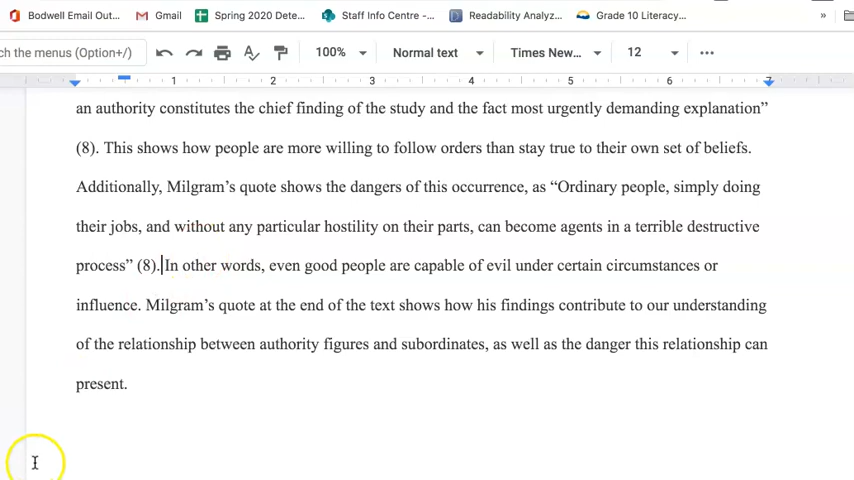 Bodwell Email Out... Gmail Spring 2020 Dete... Staff Info Centre -... Readability Analyz... Grade 10 Literacy... »
ch the menus (Option+/) 100% Normal text Times New... 12
1 2 3 4 5 6 7
an authority constitutes the chief finding of the study and the fact most urgently demanding explanation”
(8). This shows how people are more willing to follow orders than stay true to their own set of beliefs.
Additionally, Milgram’s quote shows the dangers of this occurrence, as “Ordinary people, simply doing
their jobs, and without any particular hostility on their parts, can become agents in a terrible destructive
process” (8). In other words, even good people are capable of evil under certain circumstances or
influence. Milgram’s quote at the end of the text shows how his findings contribute to our understanding
of the relationship between authority figures and subordinates, as well as the danger this relationship can
present.